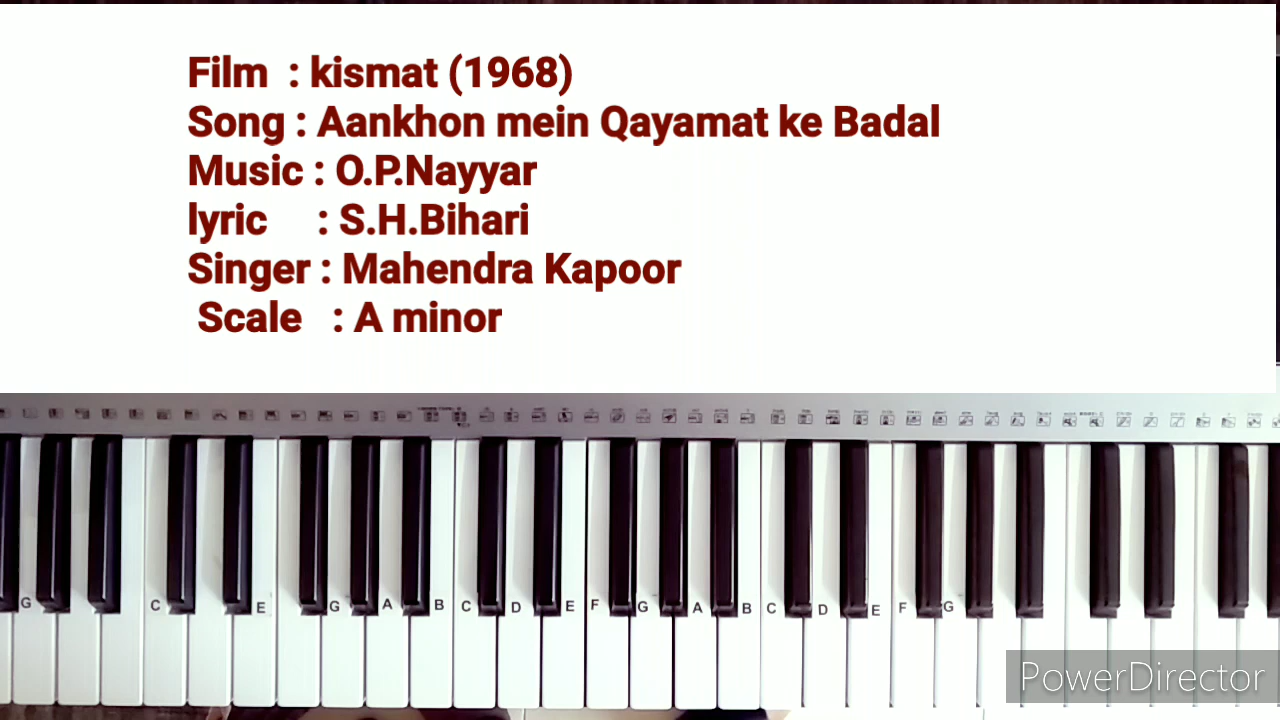 Film : kismat (1968)
Song : Aankhon mein Qayamat ke Badal
Music : O.P.Nayyar
lyric : S.H.Bihari
Singer : Mahendra Kapoor
Scale : A minor
G C E G A B C D E F G A B C D E F G
PowerDirector